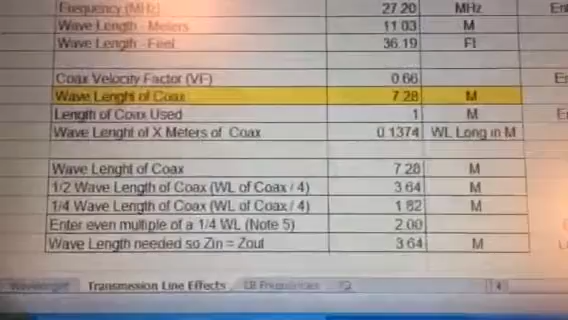 Frequency (MHz) 27.20 MHz
Wave Length - Meters 11.03 M
Wave Length - Feet 36.19 Ft
Coax Velocity Factor (VF) 0.66
Wave Lenght of Coax 7.28 M
Length of Coax Used 1 M
Wave Lenght of X Meters of Coax 0.1374 WL Long in M
Wave Lenght of Coax 7.28 M
1/2 Wave Length of Coax (WL of Coax / 4) 3.64 M
1/4 Wave Length of Coax (WL of Coax / 4) 1.82 M
Enter even multiple of a 1/4 WL (Note 5) 2.00
Wave Length needed so Zin = Zout 3.64 M
Wavelength Transmission Line Effects CB Frequencies